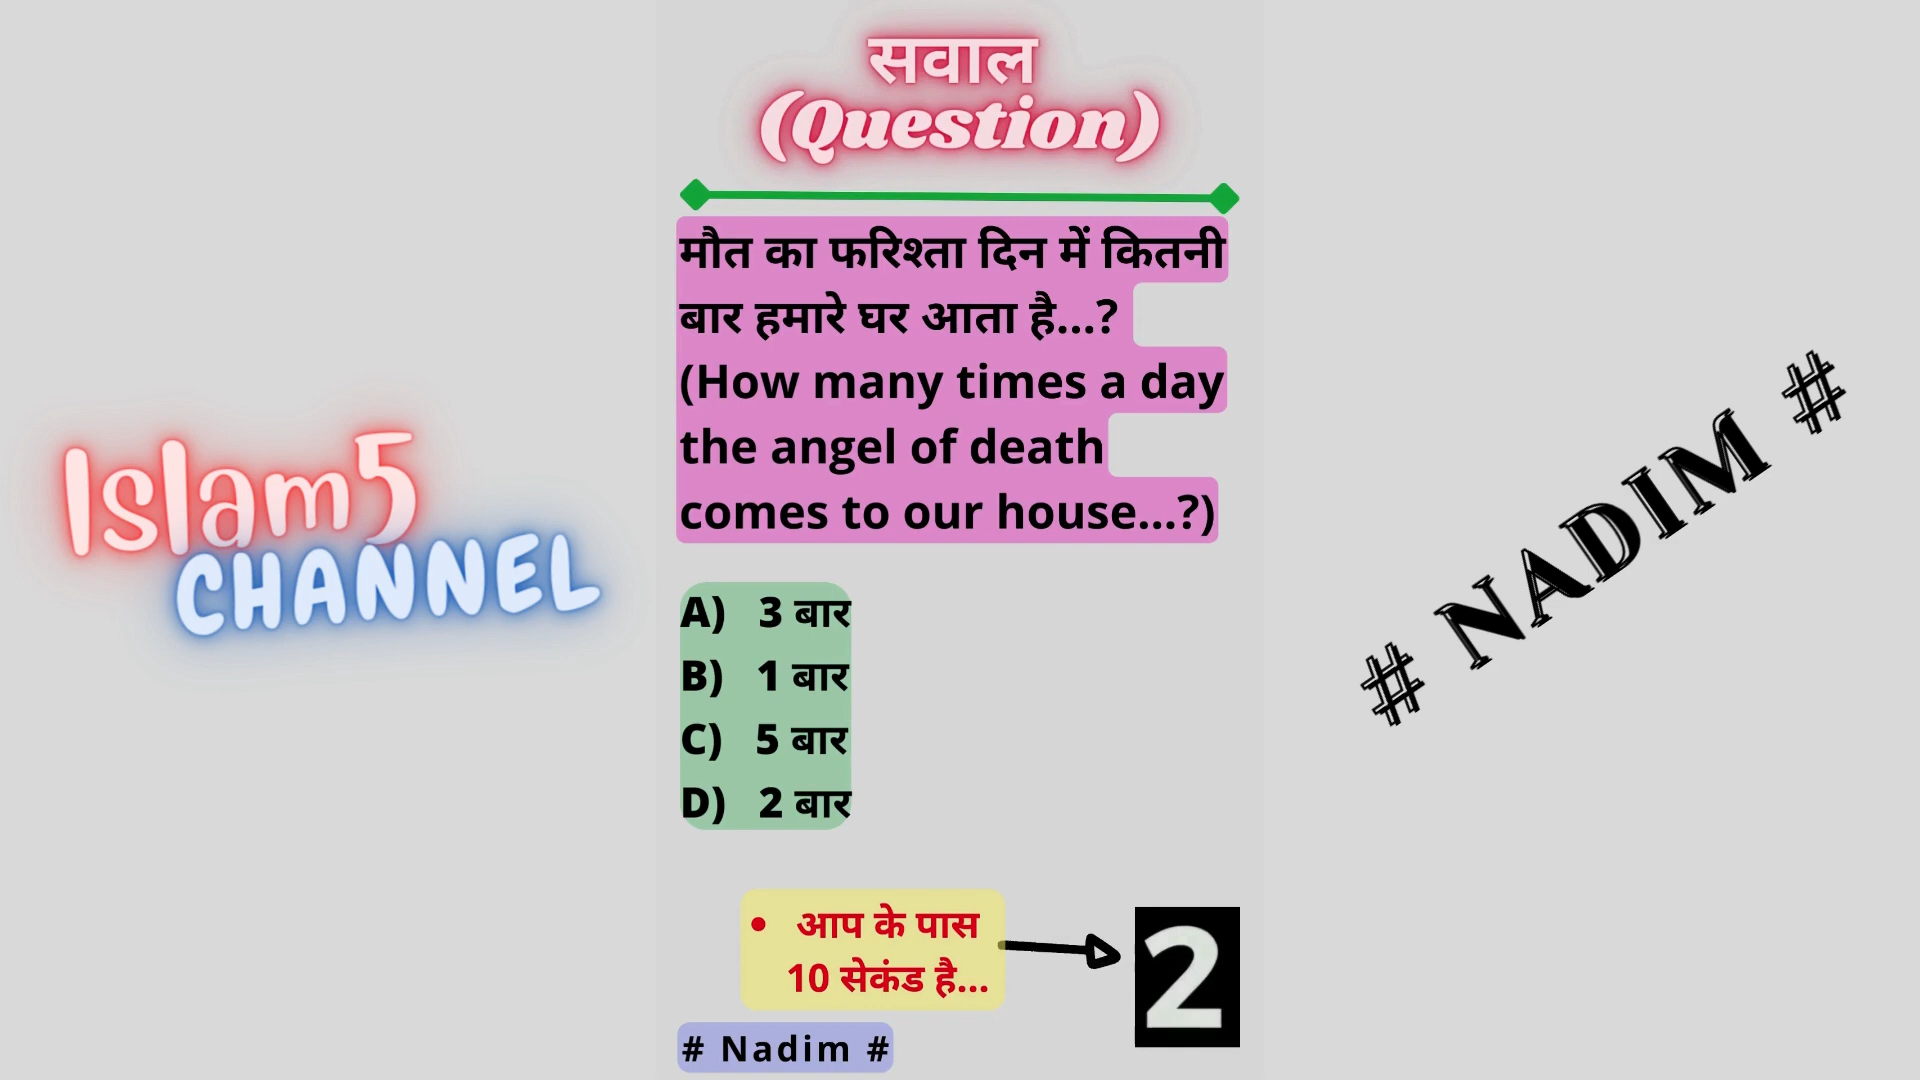 सवाल
(Question)
मौत का फरिश्ता दिन में कितनी
बार हमारे घर आता है...?
(How many times a day
the angel of death
comes to our house...?)
A) 3 बार
B) 1 बार
C) 5 बार
D) 2 बार
• आप के पास
10 सेकंड है...
2
# Nadim #
Islam5
CHANNEL
# NADIM #